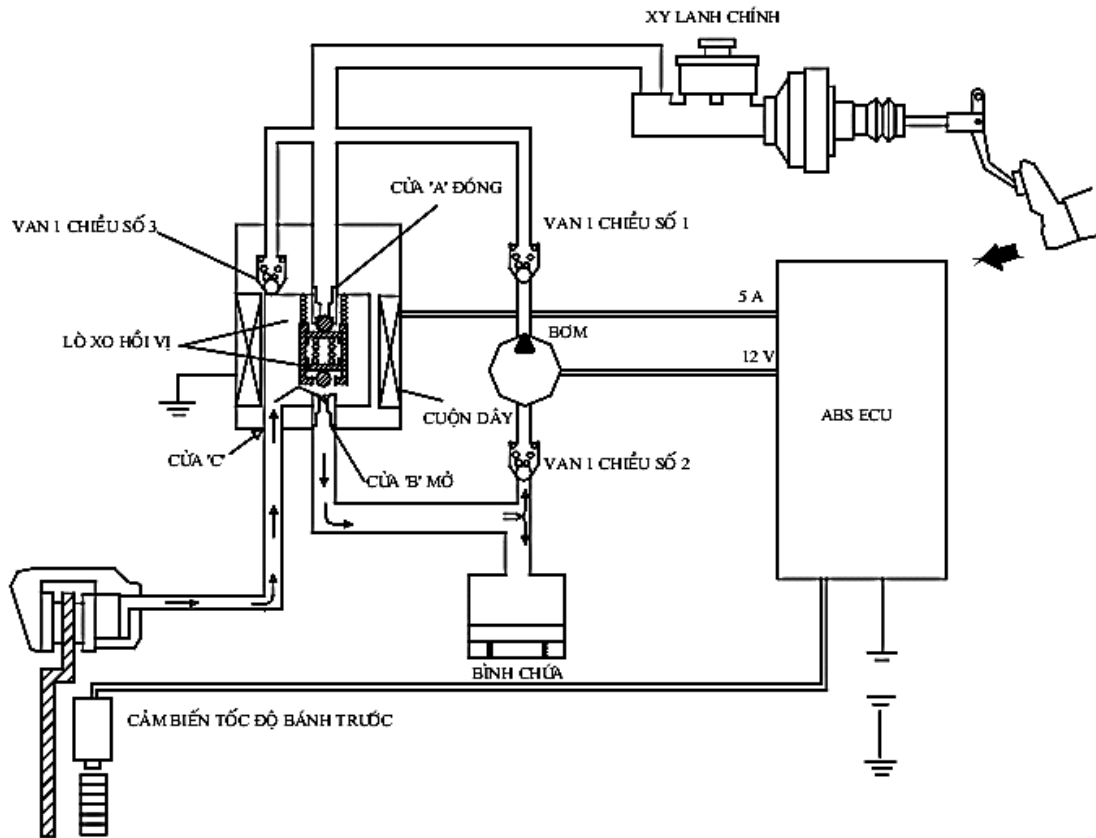 XY LANH CHÍNH
CỬA 'A' ĐÓNG
VAN 1 CHIỀU SỐ 3
VAN 1 CHIỀU SỐ 1
5 A
BƠM
LÒ XO HỒI VỊ
12 V
ABS ECU
CUỘN DÂY
CỬA 'C'
VAN 1 CHIỀU SỐ 2
CỬA 'B' MỞ
BÌNH CHỨA
CẢM BIẾN TỐC ĐỘ BÁNH TRƯỚC